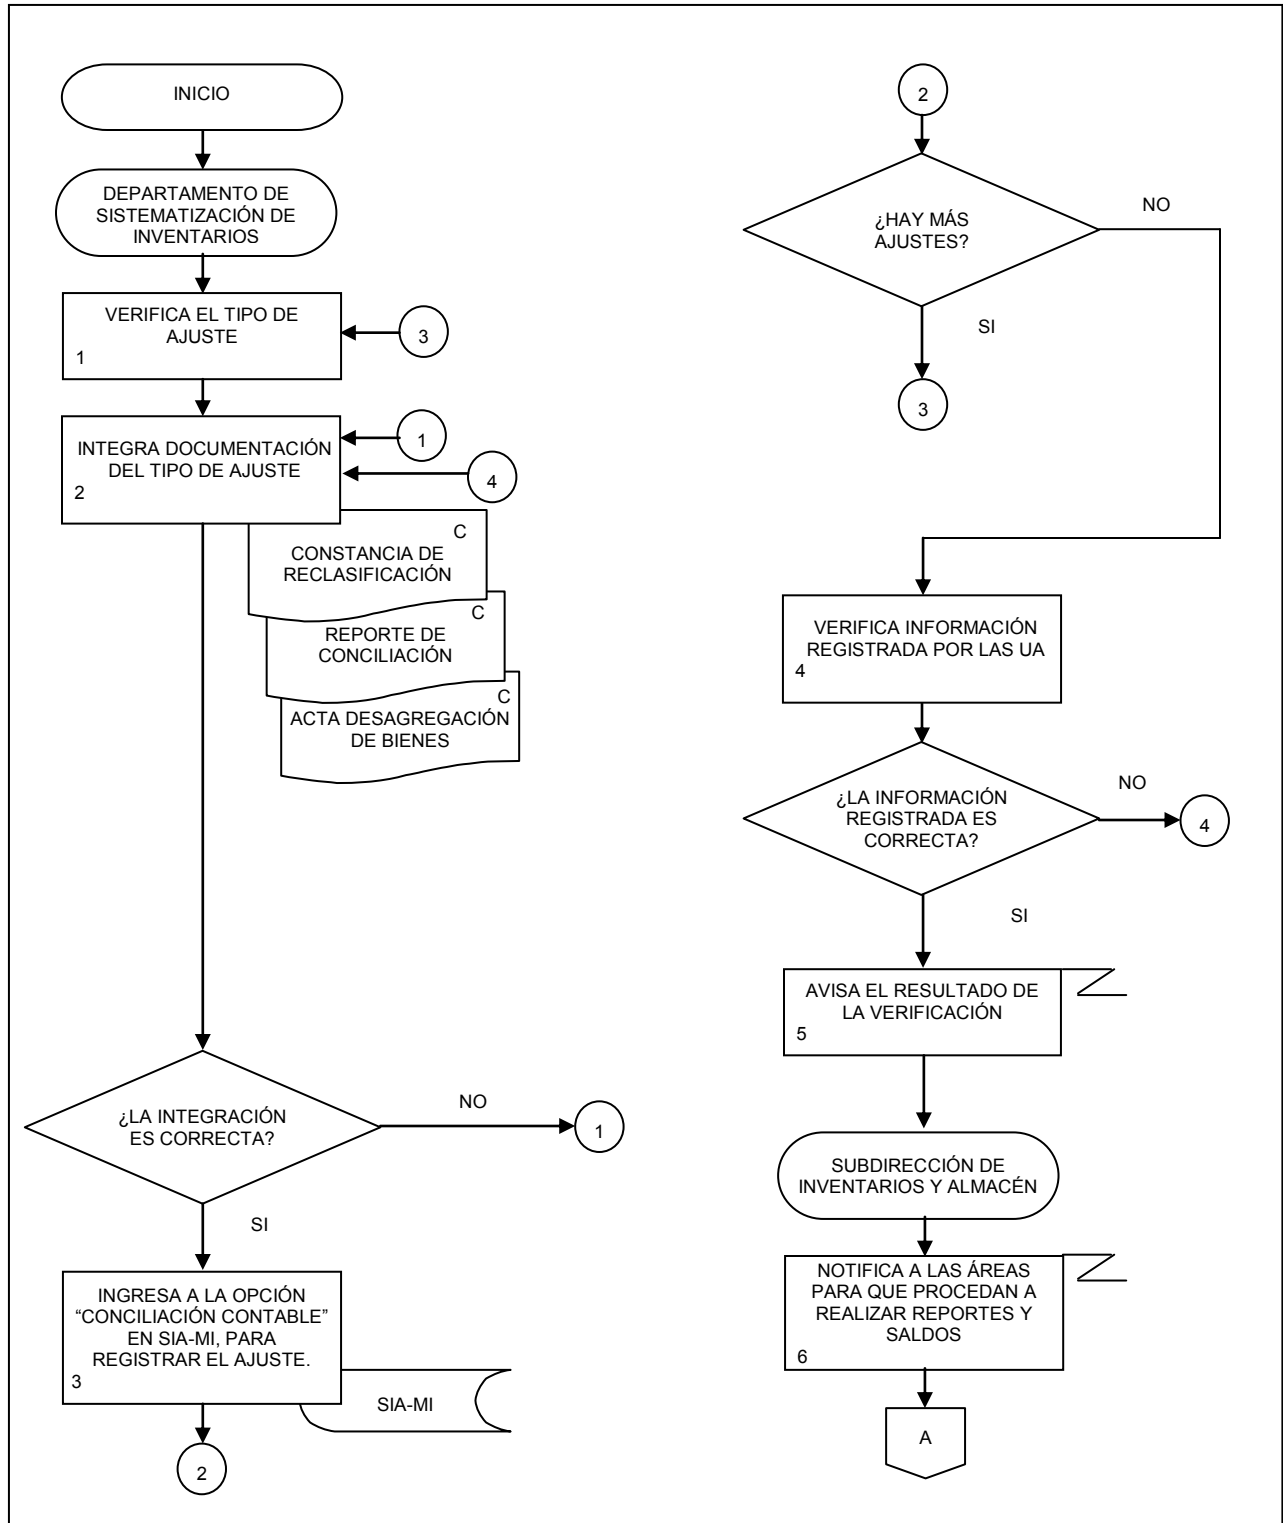 INICIO
DEPARTAMENTO DE
SISTEMATIZACIÓN DE
INVENTARIOS
VERIFICA EL TIPO DE
AJUSTE
1
3
INTEGRA DOCUMENTACIÓN
DEL TIPO DE AJUSTE
2
1
4
C
CONSTANCIA DE
RECLASIFICACIÓN
C
REPORTE DE
CONCILIACIÓN
C
ACTA DESAGREGACIÓN
DE BIENES
¿LA INTEGRACIÓN
ES CORRECTA?
NO
1
SI
INGRESA A LA OPCIÓN
“CONCILIACIÓN CONTABLE”
EN SIA-MI, PARA
REGISTRAR EL AJUSTE.
3
SIA-MI
2
2
¿HAY MÁS
AJUSTES?
NO
SI
3
VERIFICA INFORMACIÓN
REGISTRADA POR LAS UA
4
¿LA INFORMACIÓN
REGISTRADA ES
CORRECTA?
NO
4
SI
AVISA EL RESULTADO DE
LA VERIFICACIÓN
5
SUBDIRECCIÓN DE
INVENTARIOS Y ALMACÉN
NOTIFICA A LAS ÁREAS
PARA QUE PROCEDAN A
REALIZAR REPORTES Y
SALDOS
6
A